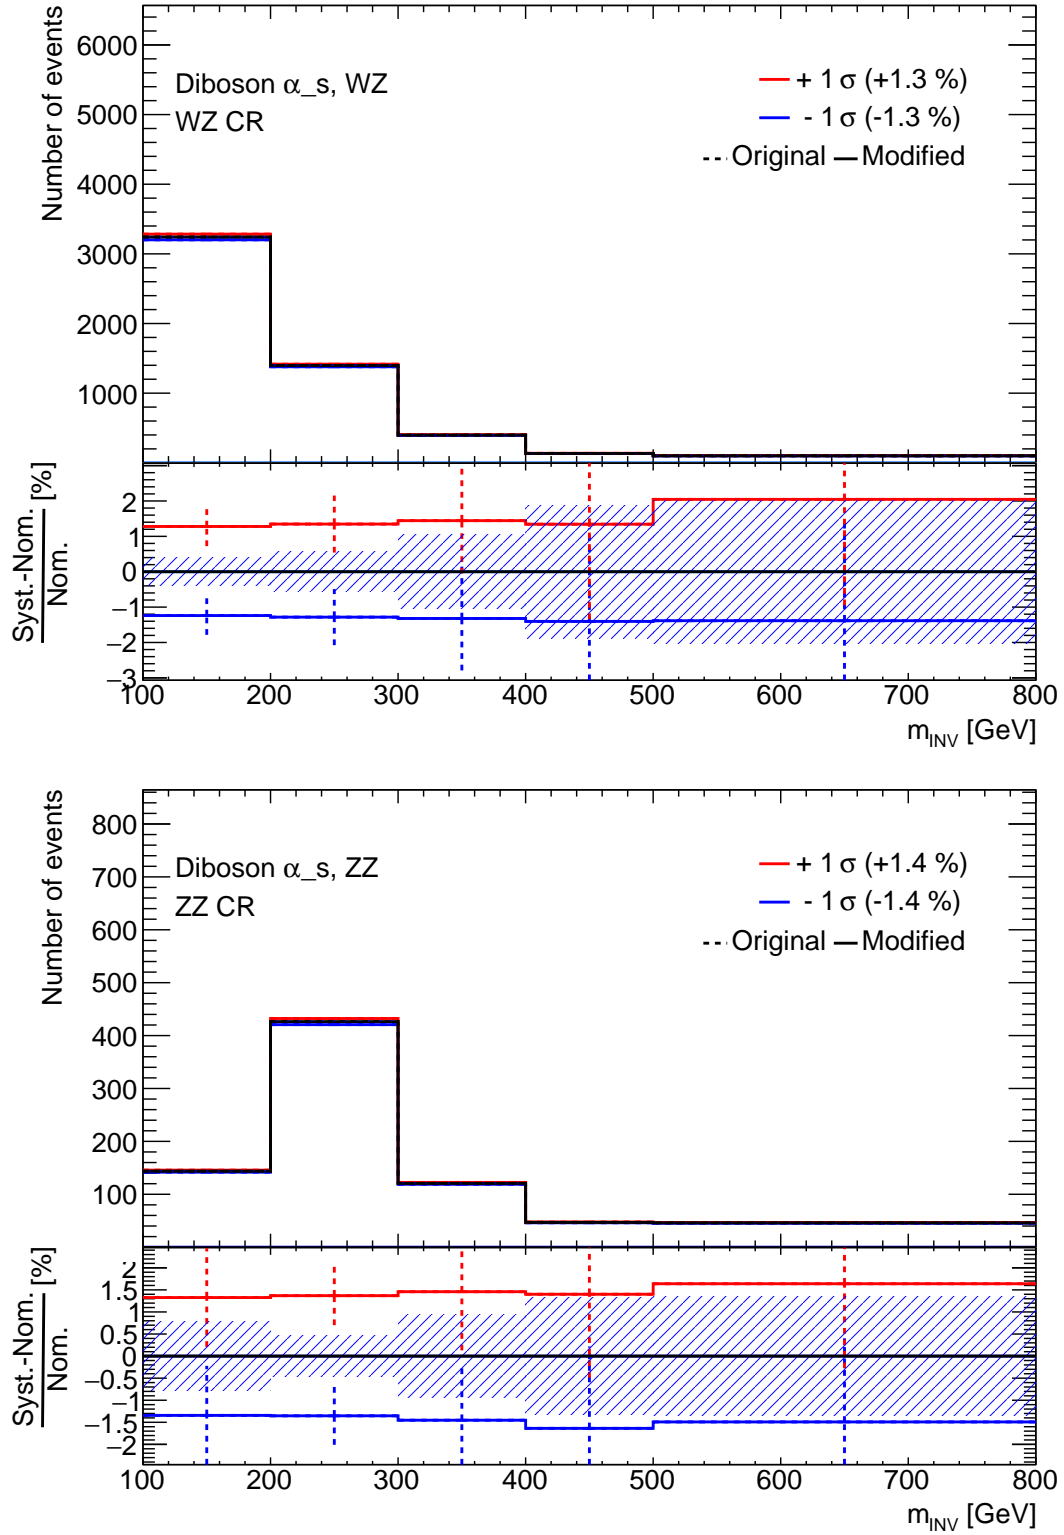 Number of events
6000
5000
4000
3000
2000
1000
Diboson α_s, WZ
WZ CR
+ 1 σ (+1.3 %)
- 1 σ (-1.3 %)
Original Modified
Syst.-Nom.
Nom.
[%]
2
1
0
−1
−2
−3
100 200 300 400 500 600 700 800
m_INV [GeV]
Number of events
800
700
600
500
400
300
200
100
Diboson α_s, ZZ
ZZ CR
+ 1 σ (+1.4 %)
- 1 σ (-1.4 %)
Original Modified
Syst.-Nom.
Nom.
[%]
2
1.5
1
0.5
0
−0.5
−1
−1.5
−2
100 200 300 400 500 600 700 800
m_INV [GeV]